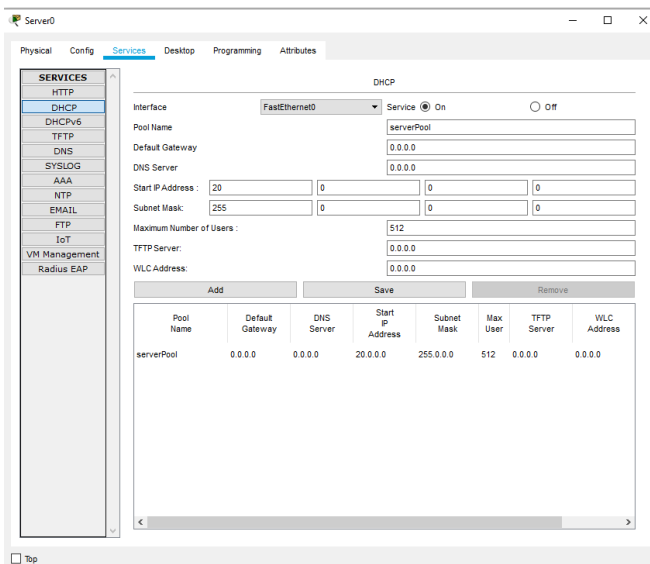 Server0
Physical Config Services Desktop Programming Attributes
SERVICES
HTTP
DHCP
DHCPv6
TFTP
DNS
SYSLOG
AAA
NTP
EMAIL
FTP
IoT
VM Management
Radius EAP
DHCP
Interface FastEthernet0 Service On Off
Pool Name serverPool
Default Gateway 0.0.0.0
DNS Server 0.0.0.0
Start IP Address : 20 0 0 0
Subnet Mask: 255 0 0 0
Maximum Number of Users : 512
TFTP Server: 0.0.0.0
WLC Address: 0.0.0.0
Add Save Remove
Pool Name Default Gateway DNS Server Start IP Address Subnet Mask Max User TFTP Server WLC Address
serverPool 0.0.0.0 0.0.0.0 20.0.0.0 255.0.0.0 512 0.0.0.0 0.0.0.0
Top